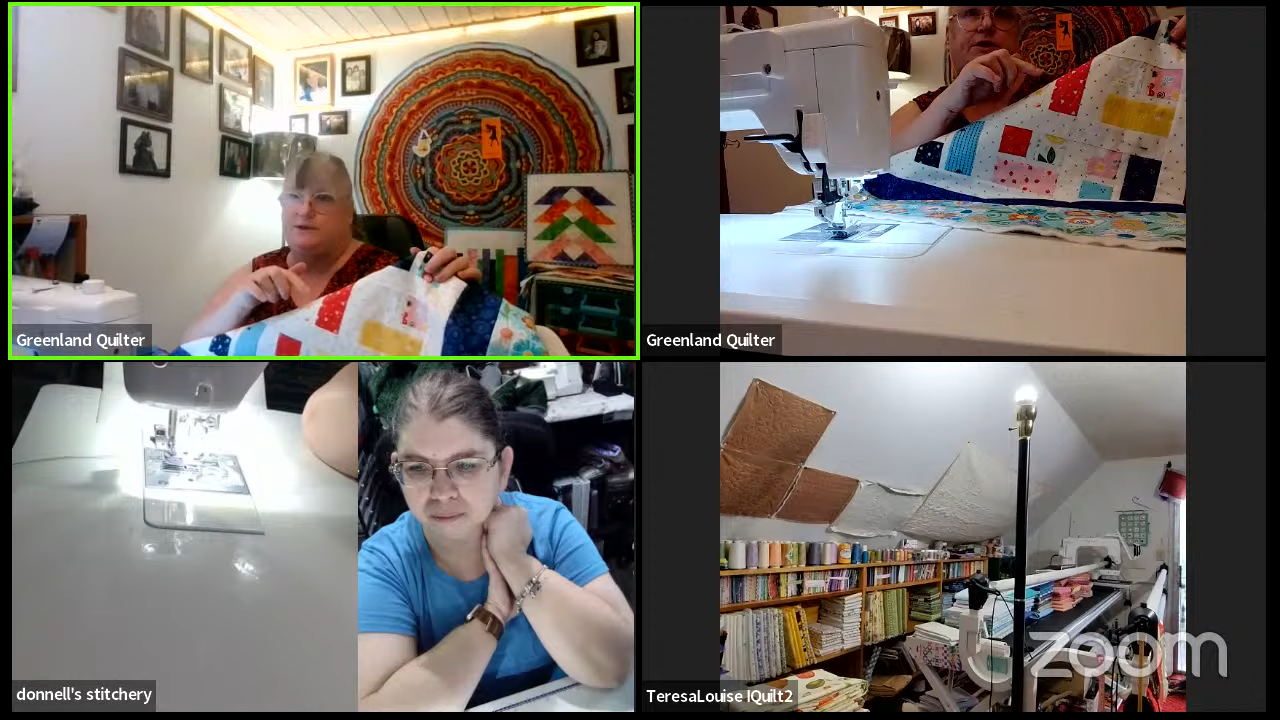 Greenland Quilter
Greenland Quilter
donnell's stitchery
TeresaLouise IQuilt2
zoom